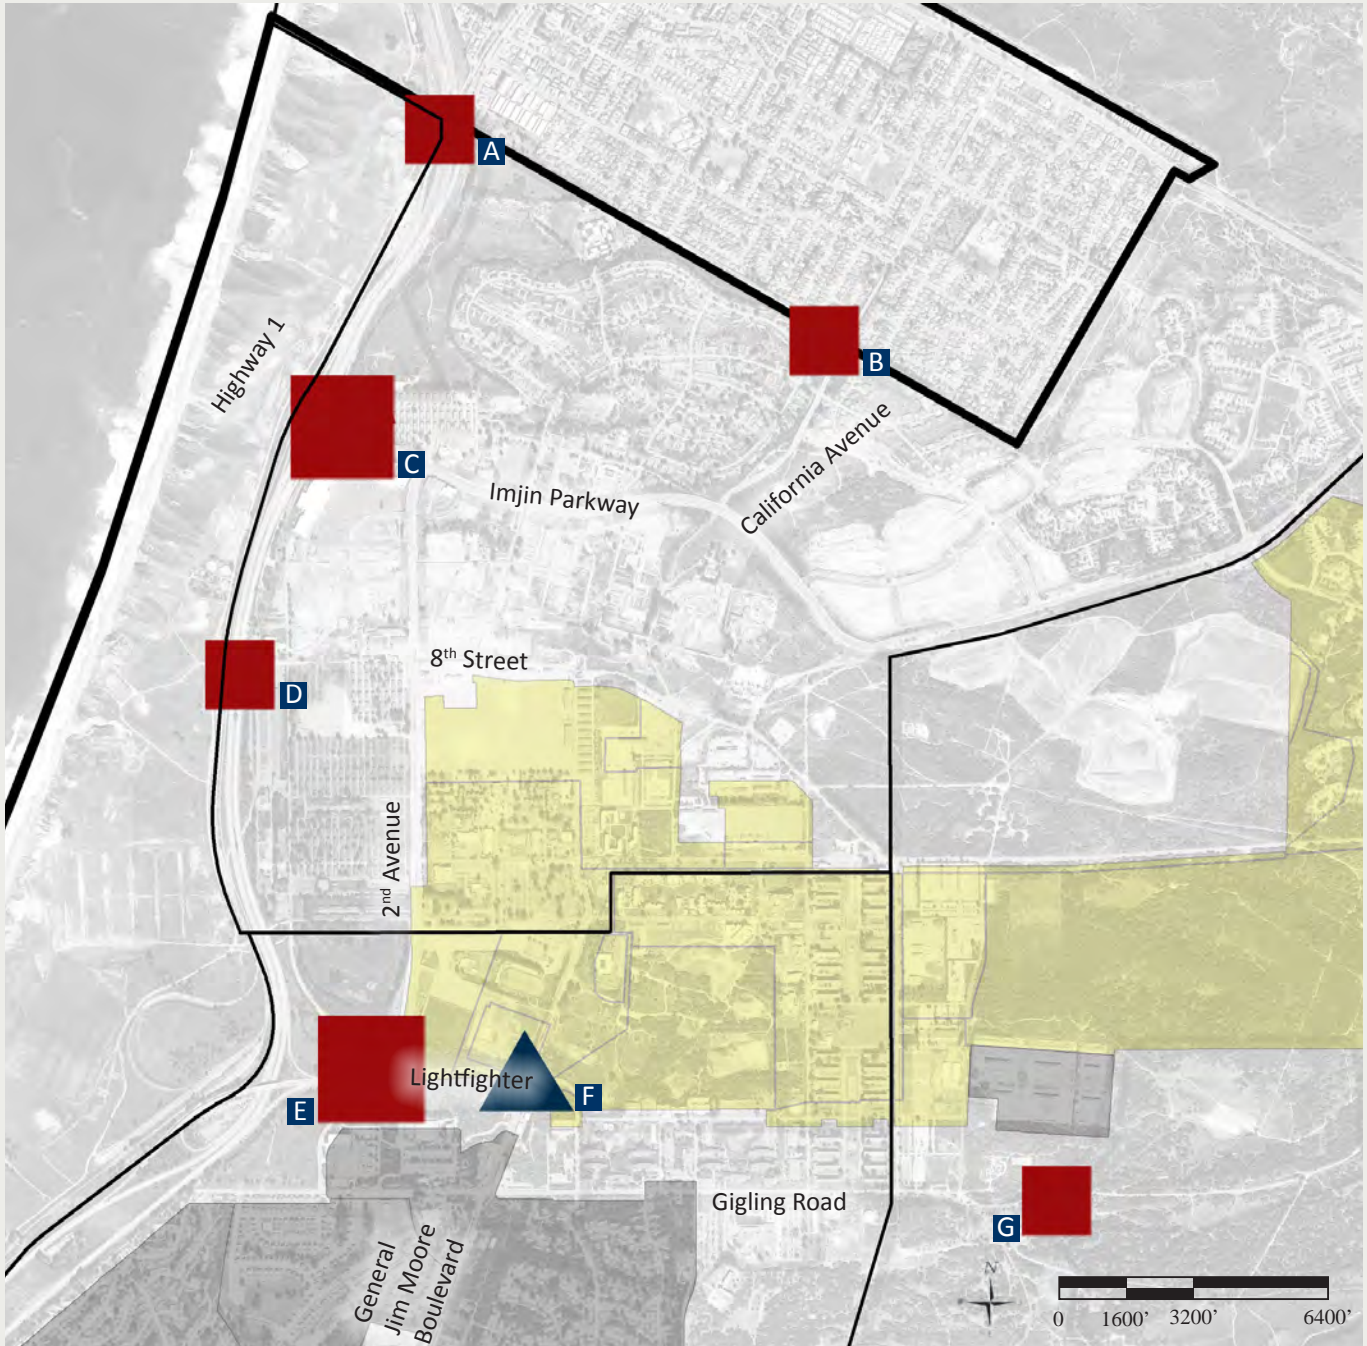 A
Highway 1
B
C
Imjin Parkway
California Avenue
8th Street
D
2nd Avenue
Lightfighter
E
F
Gigling Road
G
General
Jim Moore
Boulevard
N
0 1600' 3200' 6400'